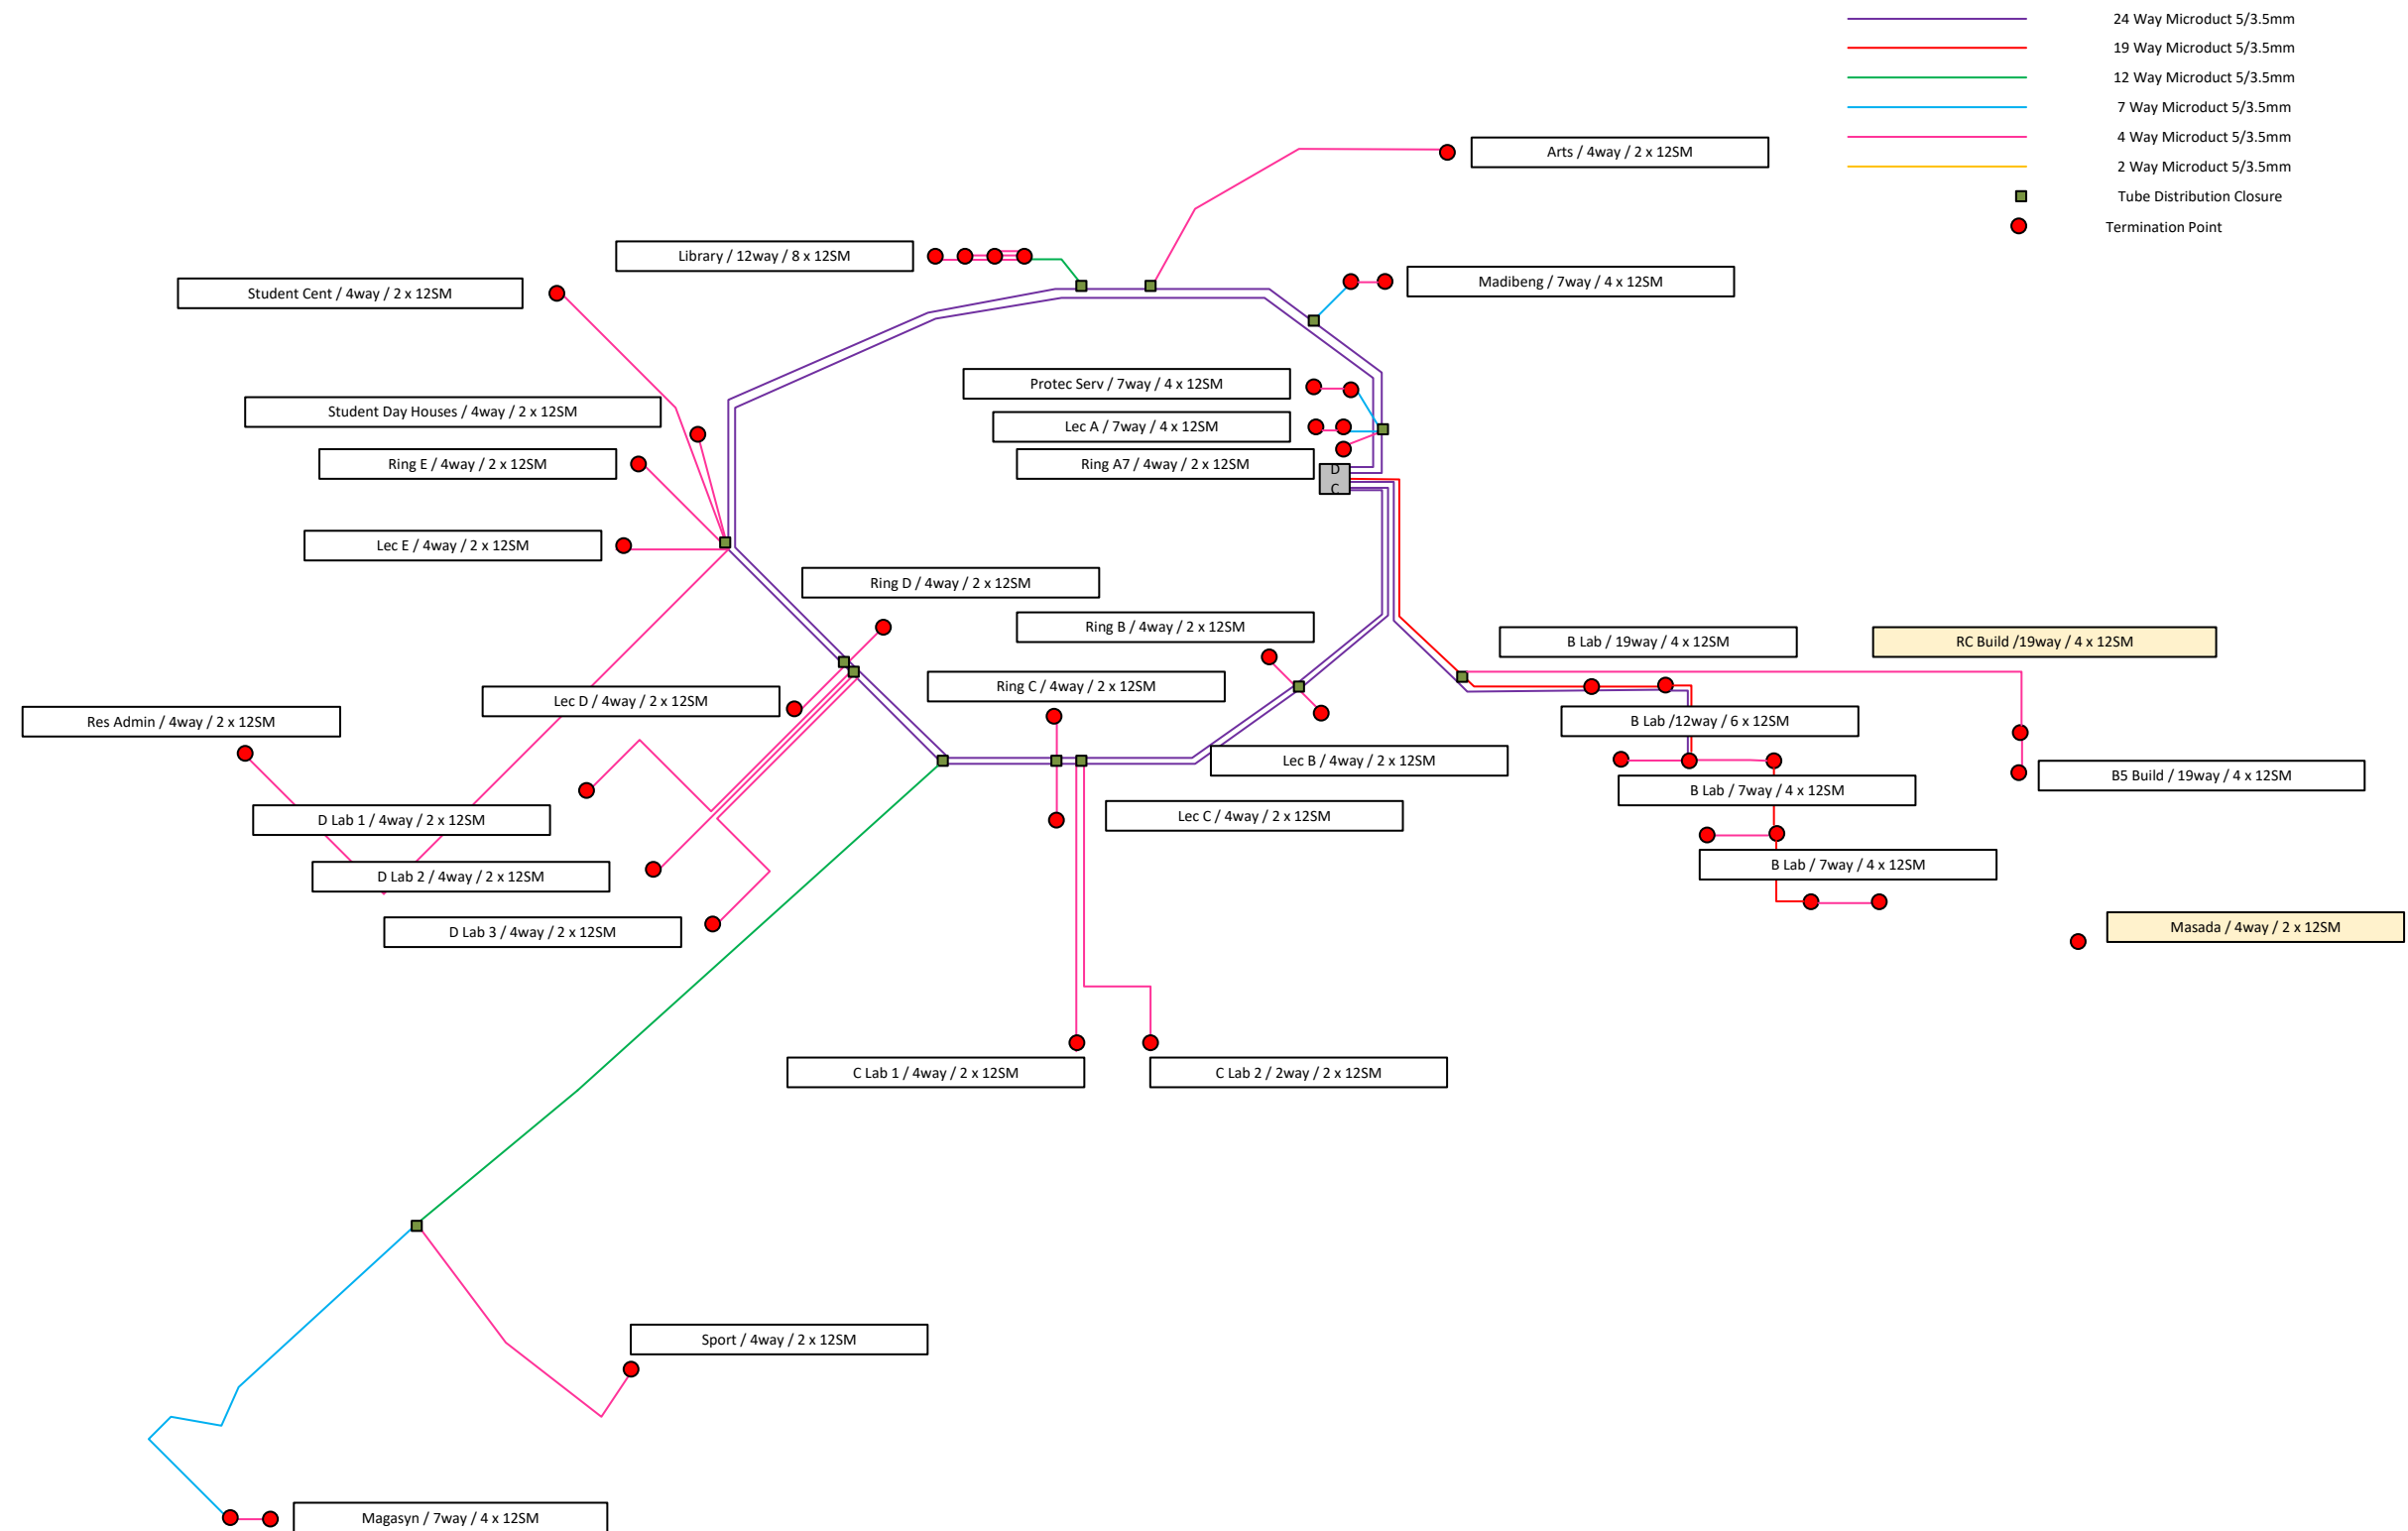 24 Way Microduct 5/3.5mm
19 Way Microduct 5/3.5mm
12 Way Microduct 5/3.5mm
7 Way Microduct 5/3.5mm
4 Way Microduct 5/3.5mm
2 Way Microduct 5/3.5mm
Tube Distribution Closure
Termination Point
Arts / 4way / 2 x 12SM
Library / 12way / 8 x 12SM
Madibeng / 7way / 4 x 12SM
Student Cent / 4way / 2 x 12SM
Protec Serv / 7way / 4 x 12SM
Student Day Houses / 4way / 2 x 12SM
Lec A / 7way / 4 x 12SM
Ring E / 4way / 2 x 12SM
Ring A7 / 4way / 2 x 12SM
D
C
Lec E / 4way / 2 x 12SM
Ring D / 4way / 2 x 12SM
Ring B / 4way / 2 x 12SM
B Lab / 19way / 4 x 12SM
RC Build /19way / 4 x 12SM
Ring C / 4way / 2 x 12SM
Lec D / 4way / 2 x 12SM
Res Admin / 4way / 2 x 12SM
B Lab /12way / 6 x 12SM
Lec B / 4way / 2 x 12SM
B5 Build / 19way / 4 x 12SM
B Lab / 7way / 4 x 12SM
D Lab 1 / 4way / 2 x 12SM
Lec C / 4way / 2 x 12SM
B Lab / 7way / 4 x 12SM
D Lab 2 / 4way / 2 x 12SM
D Lab 3 / 4way / 2 x 12SM
Masada / 4way / 2 x 12SM
C Lab 1 / 4way / 2 x 12SM
C Lab 2 / 2way / 2 x 12SM
Sport / 4way / 2 x 12SM
Magasyn / 7way / 4 x 12SM